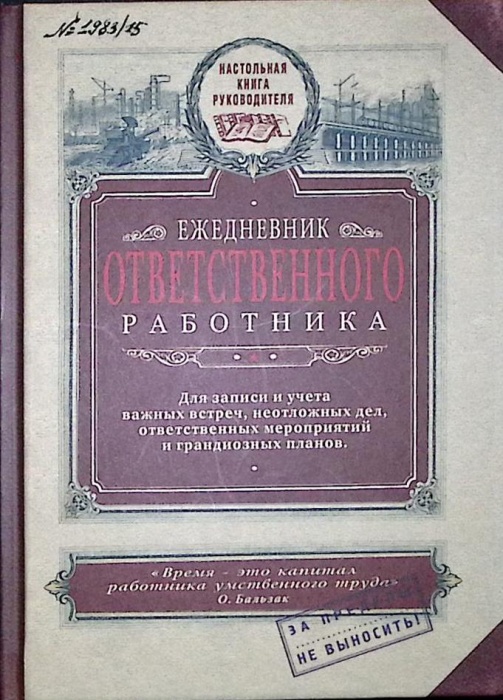 № 1983/15
НАСТОЛЬНАЯ
КНИГА
РУКОВОДИТЕЛЯ
ЕЖЕДНЕВНИК
ОТВЕТСТВЕННОГО
РАБОТНИКА
Для записи и учета
важных встреч, неотложных дел,
ответственных мероприятий
и грандиозных планов.
«Время - это капитал
работника умственного труда»
О. Бальзак
ЗА
НЕ ВЫНОСИТЬ!